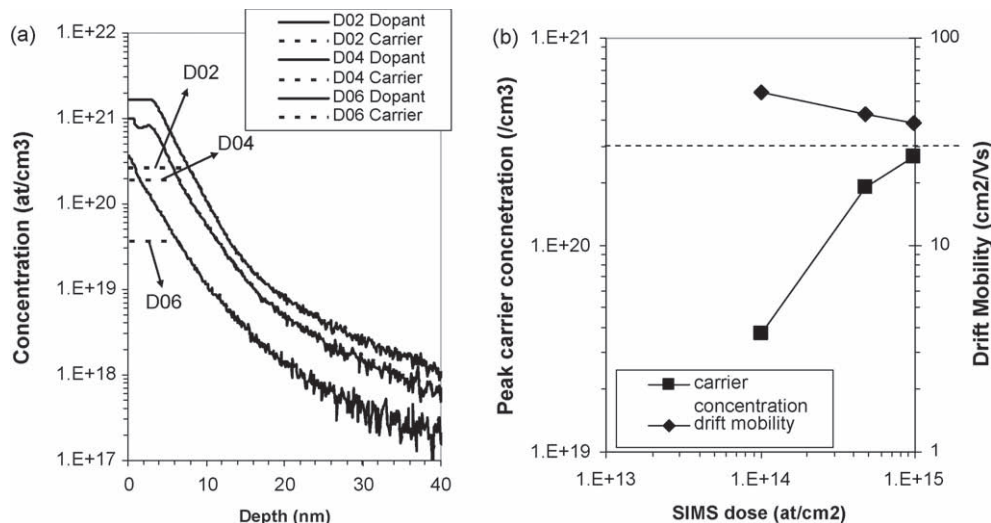 (a)
1.E+22
1.E+21
1.E+20
1.E+19
1.E+18
1.E+17
Concentration (at/cm3)
D02 Dopant
D02 Carrier
D04 Dopant
D04 Carrier
D06 Dopant
D06 Carrier
D02
D04
D06
0 10 20 30 40
Depth (nm)
(b)
1.E+21
1.E+20
1.E+19
Peak carrier concnetration (/cm3)
100
10
1
Drift Mobility (cm2/Vs)
carrier
concentration
drift mobility
1.E+13 1.E+14 1.E+15
SIMS dose (at/cm2)